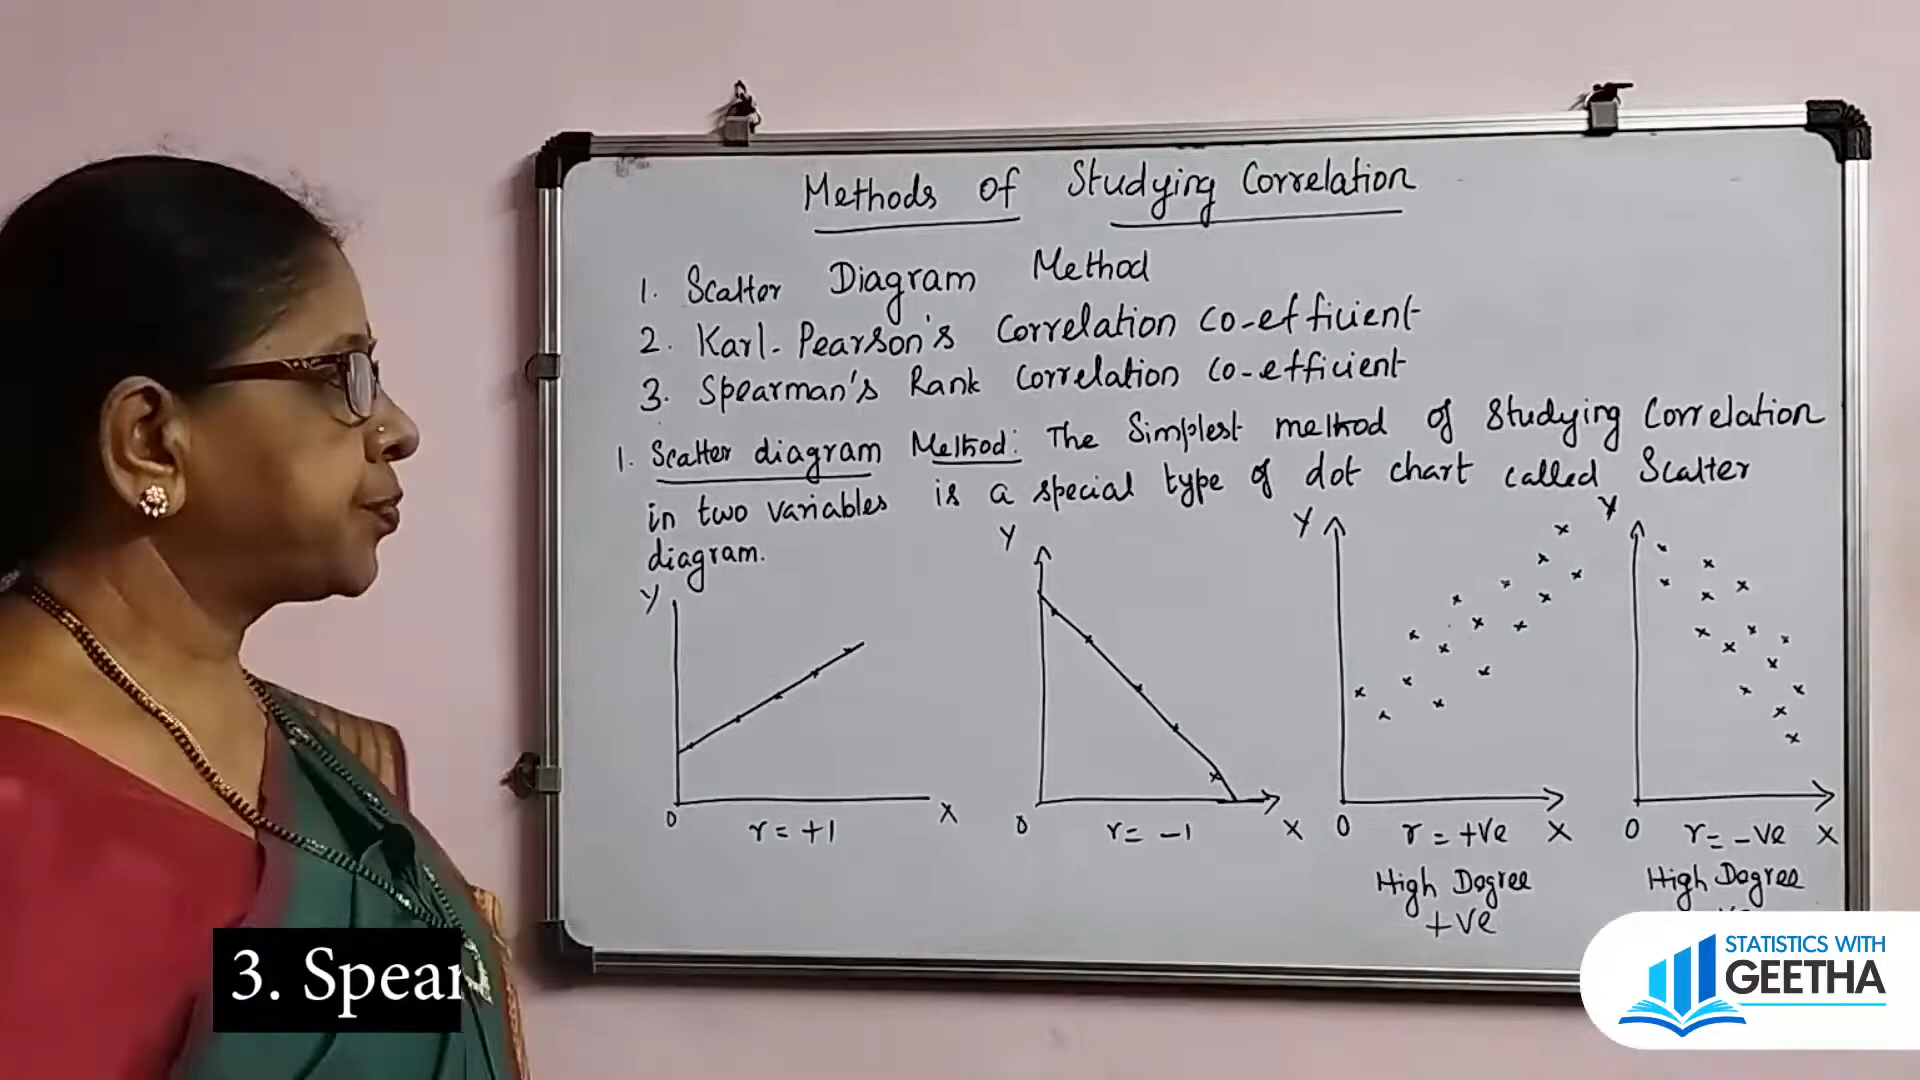 Methods of Studying Correlation
1. Scatter Diagram Method
2. Karl-Pearson's Correlation Co-efficient
3. Spearman's Rank Correlation Co-efficient
1. Scatter diagram Method: The Simplest method of Studying Correlation
in two variables is a special type of dot chart called Scatter
diagram.
Y
0
X
r = +1
Y
0
X
r = -1
Y
0
X
r = +ve
High Degree
+ve
Y
0
X
r = -ve
High Degree
3. Spear
STATISTICS WITH
GEETHA